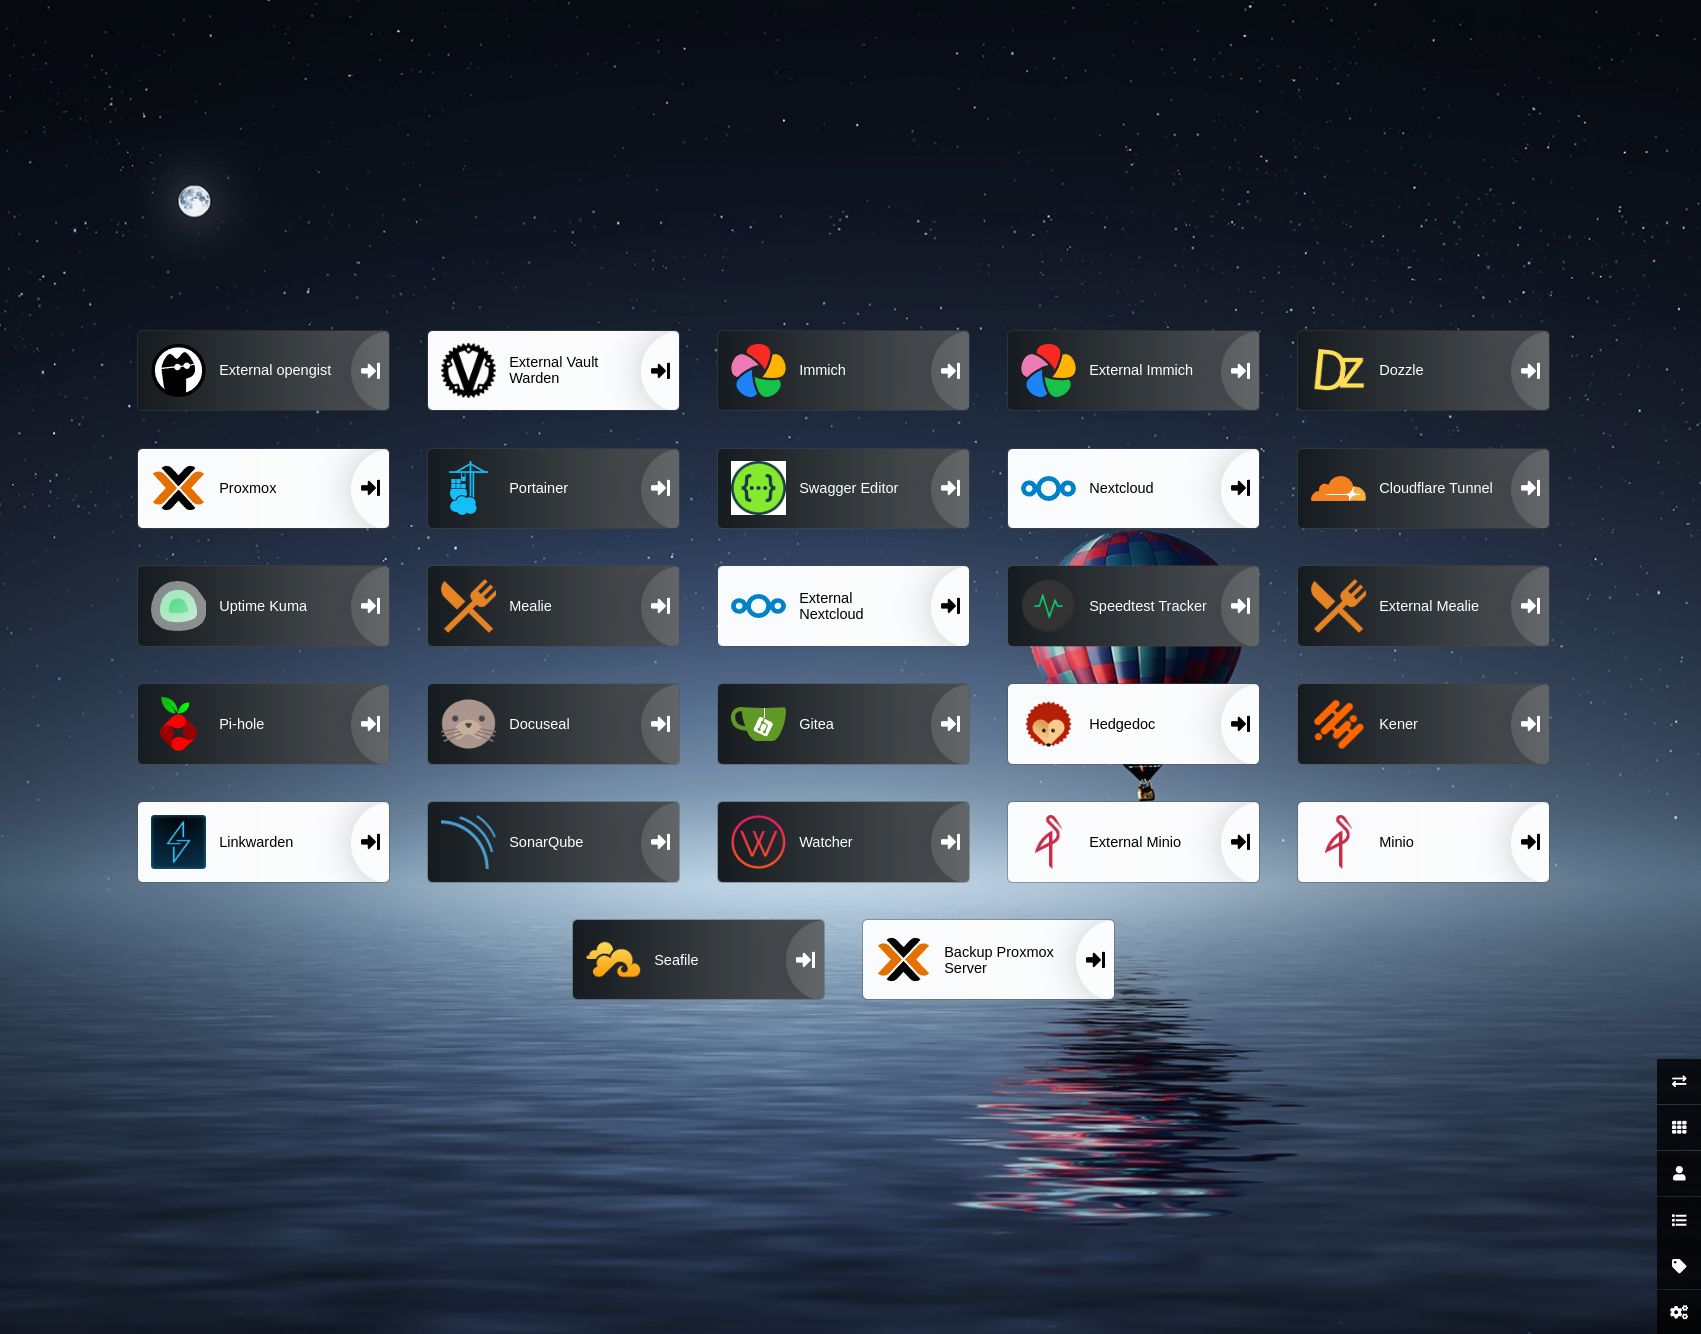 External opengist
External Vault
Warden
Immich
External Immich
Dozzle
Proxmox
Portainer
Swagger Editor
Nextcloud
Cloudflare Tunnel
Uptime Kuma
Mealie
External
Nextcloud
Speedtest Tracker
External Mealie
Pi-hole
Docuseal
Gitea
Hedgedoc
Kener
Linkwarden
SonarQube
Watcher
External Minio
Minio
Seafile
Backup Proxmox
Server